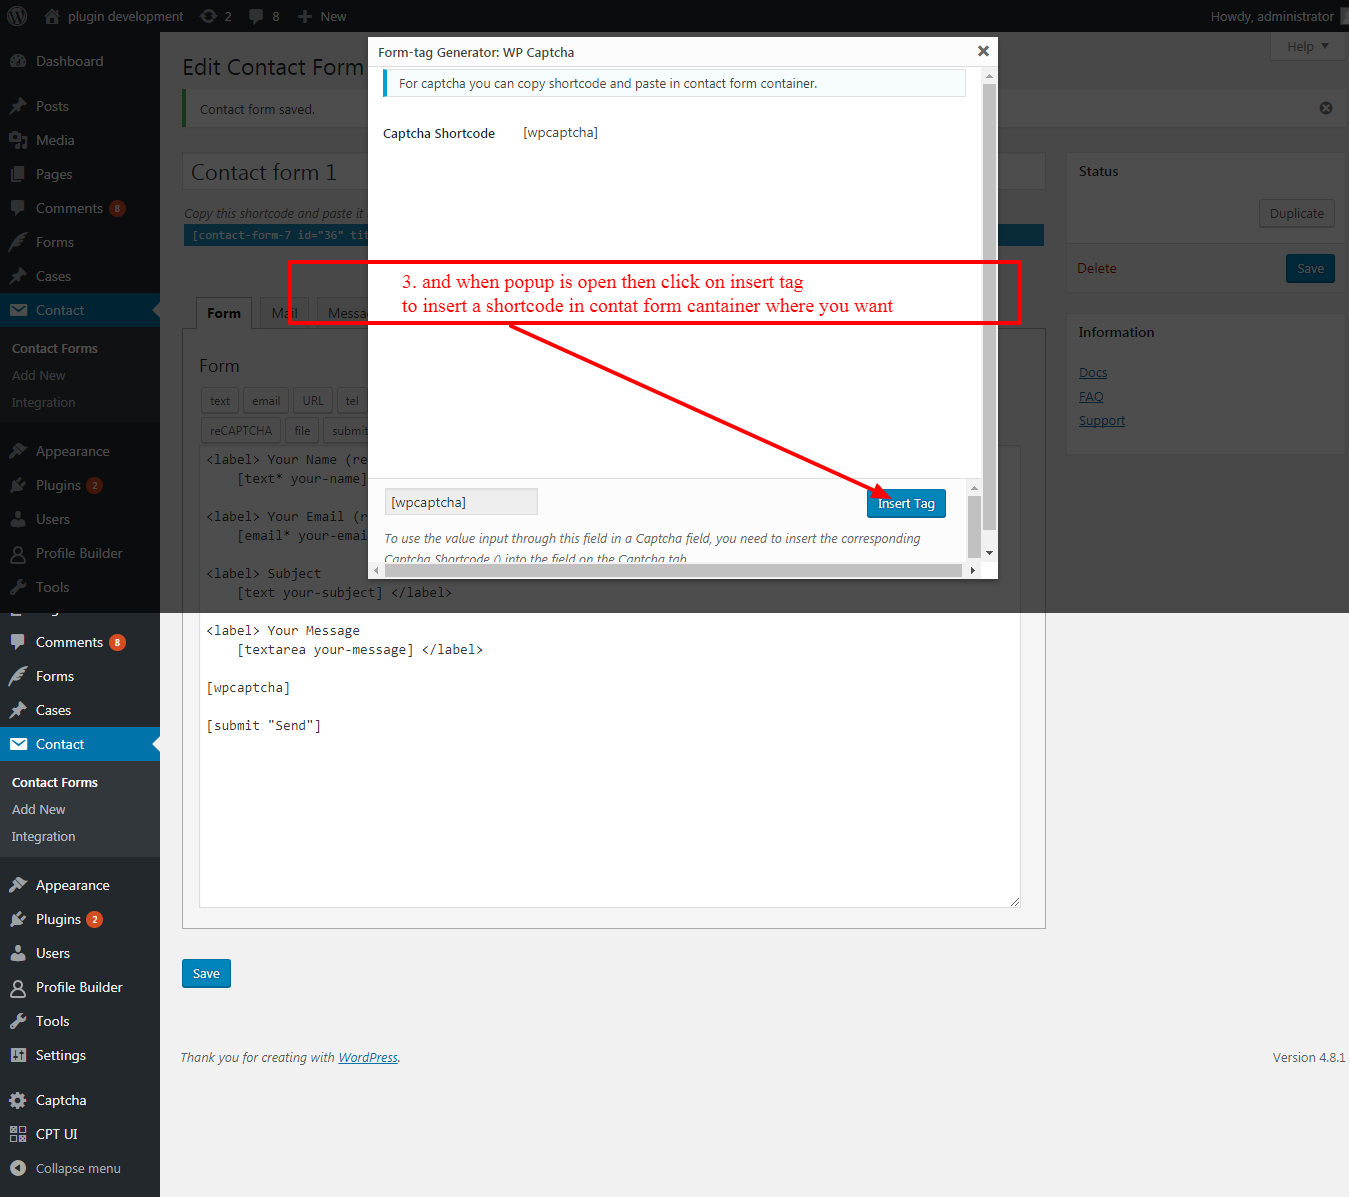 plugin development 2 8 New Howdy, administrator
Dashboard
Posts
Media
Pages
Comments 8
Forms
Cases
Contact
Contact Forms
Add New
Integration
Appearance
Plugins 2
Users
Profile Builder
Tools
Comments 8
Forms
Cases
Contact
Contact Forms
Add New
Integration
Appearance
Plugins 2
Users
Profile Builder
Tools
Settings
Captcha
CPT UI
Collapse menu
Help
Edit Contact Form
Contact form saved.
Contact form 1
Copy this shortcode and paste it
[contact-form-7 id="36" tit
Form Mail Messa
Form
text email URL tel
reCAPTCHA file submit
<label> Your Name (re
[text* your-name]
<label> Your Email (r
[email* your-emai
<label> Subject
[text your-subject] </label>
<label> Your Message
[textarea your-message] </label>
[wpcaptcha]
[submit "Send"]
Save
Form-tag Generator: WP Captcha
For captcha you can copy shortcode and paste in contact form container.
Captcha Shortcode [wpcaptcha]
3. and when popup is open then click on insert tag
to insert a shortcode in contat form cantainer where you want
[wpcaptcha] Insert Tag
To use the value input through this field in a Captcha field, you need to insert the corresponding
Captcha Shortcode () into the field on the Captcha tab
Status
Duplicate
Delete Save
Information
Docs
FAQ
Support
Thank you for creating with WordPress. Version 4.8.1